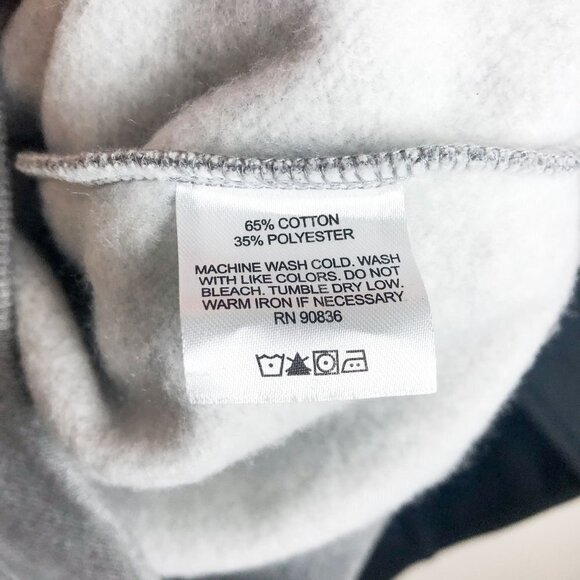 65% COTTON
35% POLYESTER
MACHINE WASH COLD. WASH
WITH LIKE COLORS. DO NOT
BLEACH. TUMBLE DRY LOW.
WARM IRON IF NECESSARY
RN 90836